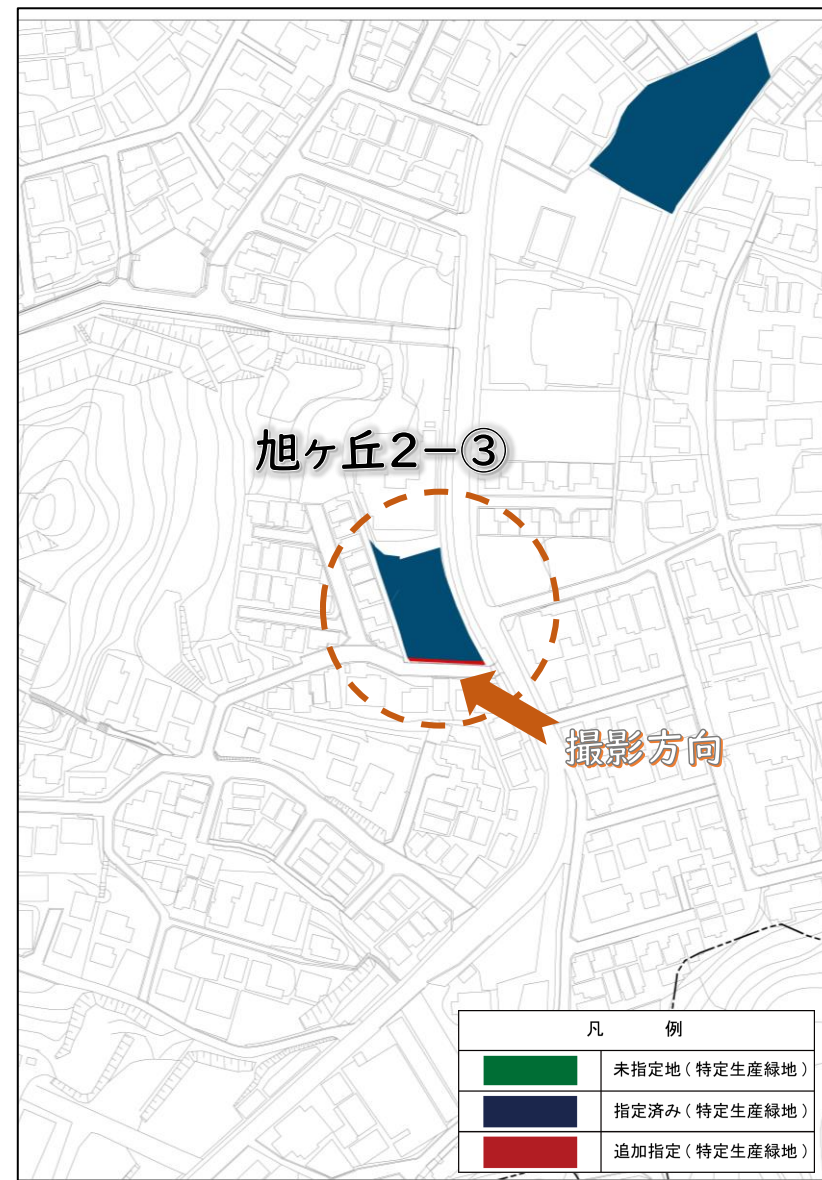 旭ヶ丘2－③
撮影方向
凡　例
未指定地（特定生産緑地）
指定済み（特定生産緑地）
追加指定（特定生産緑地）